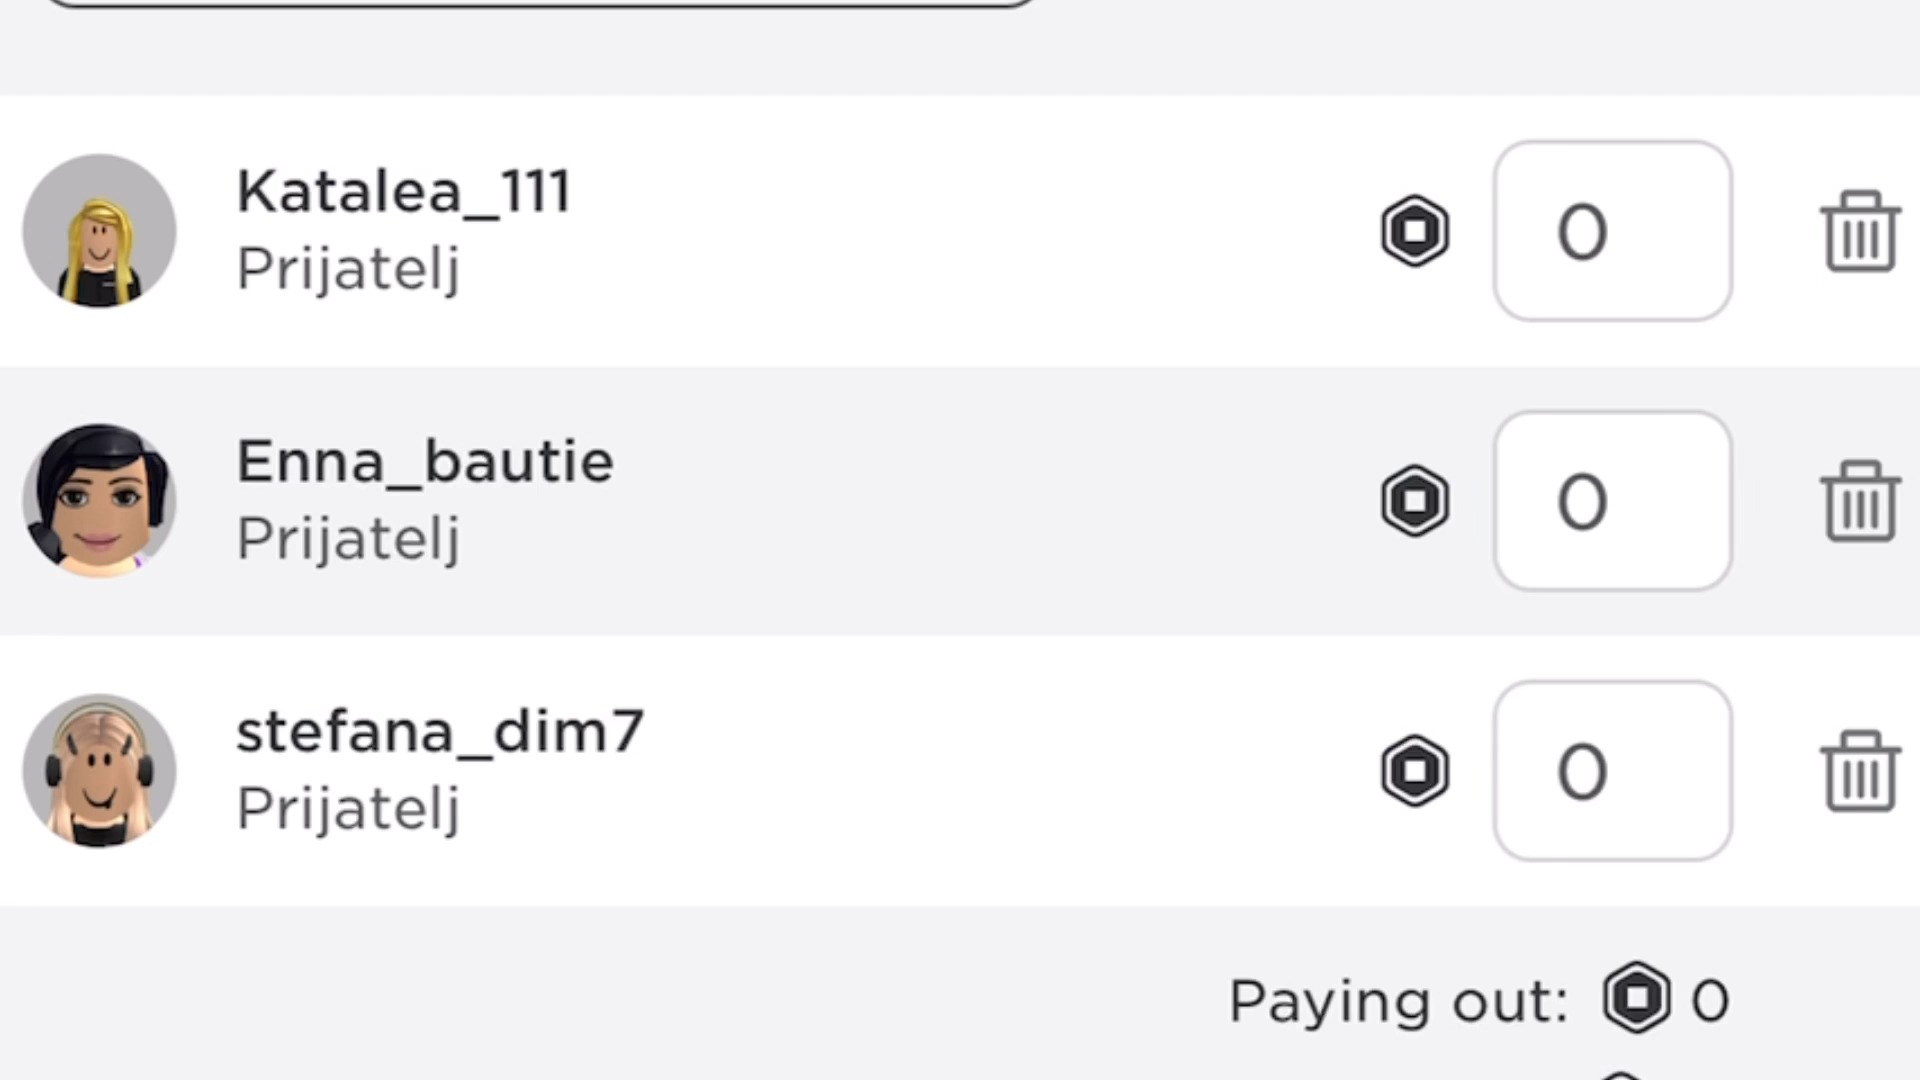 Katalea_111
Prijatelj
0
Enna_bautie
Prijatelj
0
stefana_dim7
Prijatelj
0
Paying out: 0